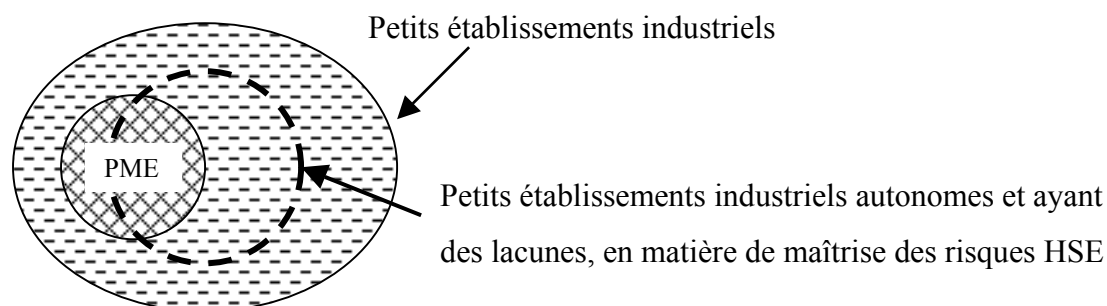 Petits établissements industriels
PME
Petits établissements industriels autonomes et ayant
des lacunes, en matière de maîtrise des risques HSE